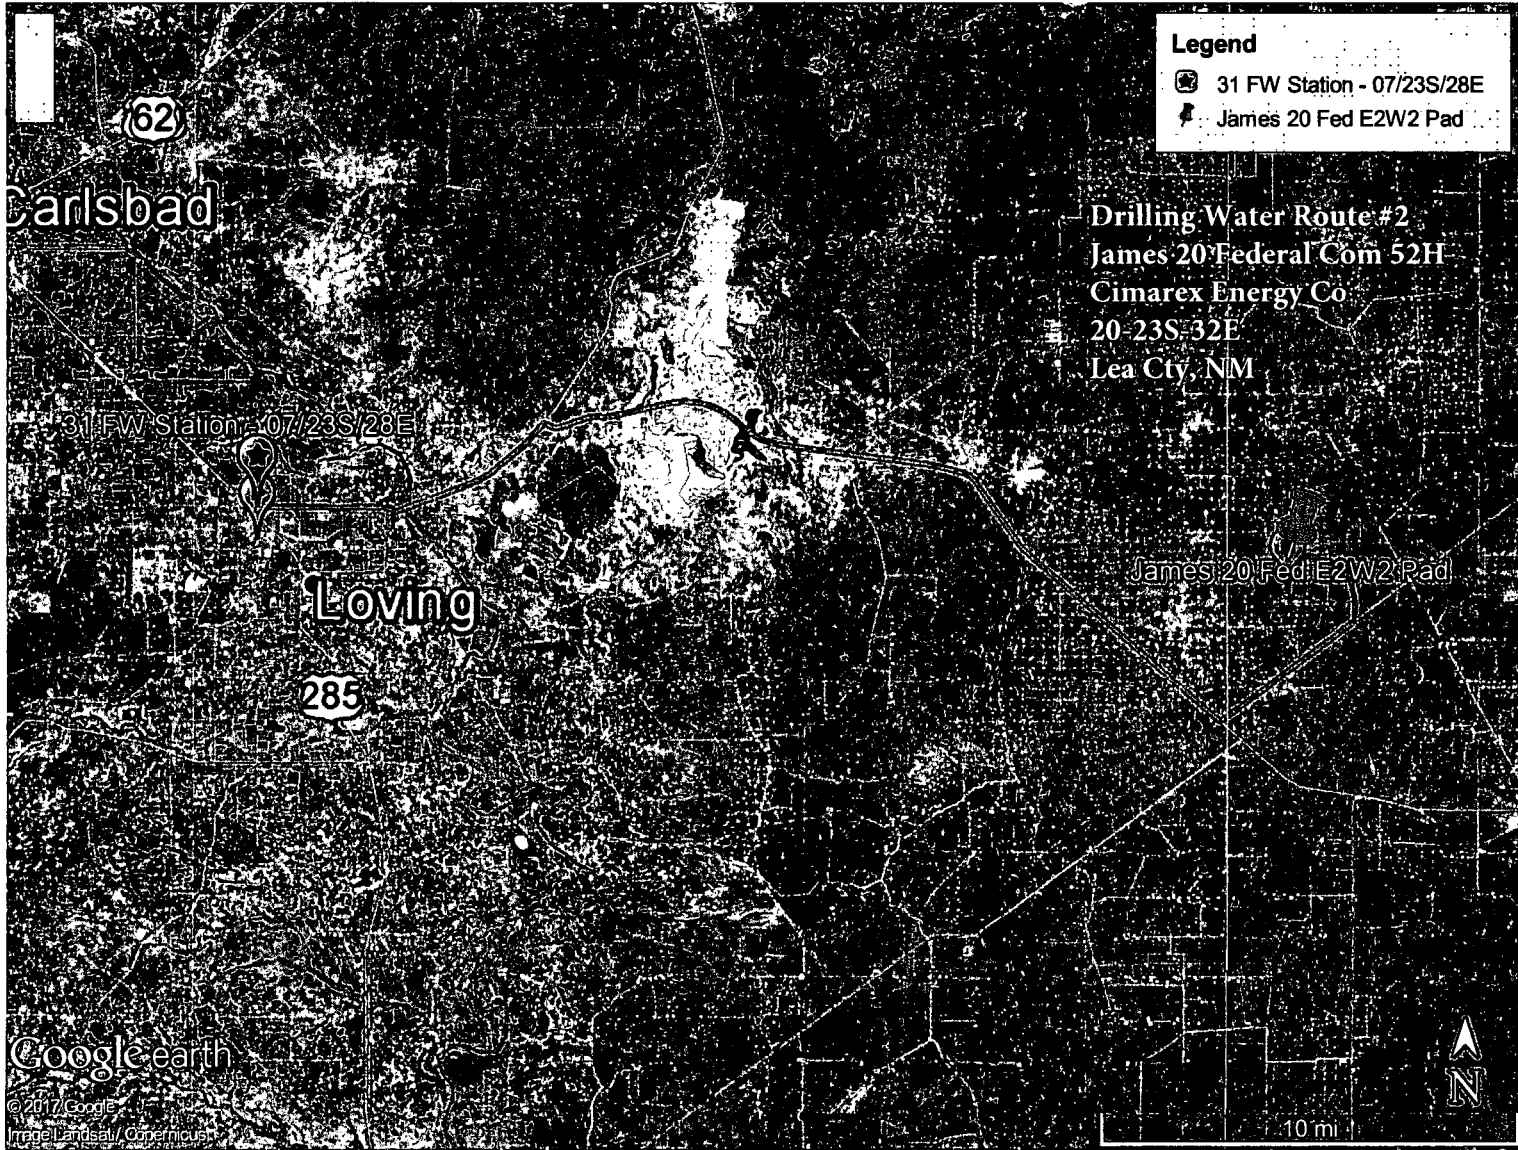 Legend
31 FW Station - 07/23S/28E
James 20 Fed E2W2 Pad
62
Carlsbad
Drilling Water Route #2
James 20 Federal Com 52H
Cimarex Energy Co
20-23S-32E
Lea Cty, NM
31 FW Station - 07/23S/28E
James 20 Fed E2W2 Pad
Loving
285
Google earth
© 2017 Google
Image Landsat / Copernicus
N
10 mi